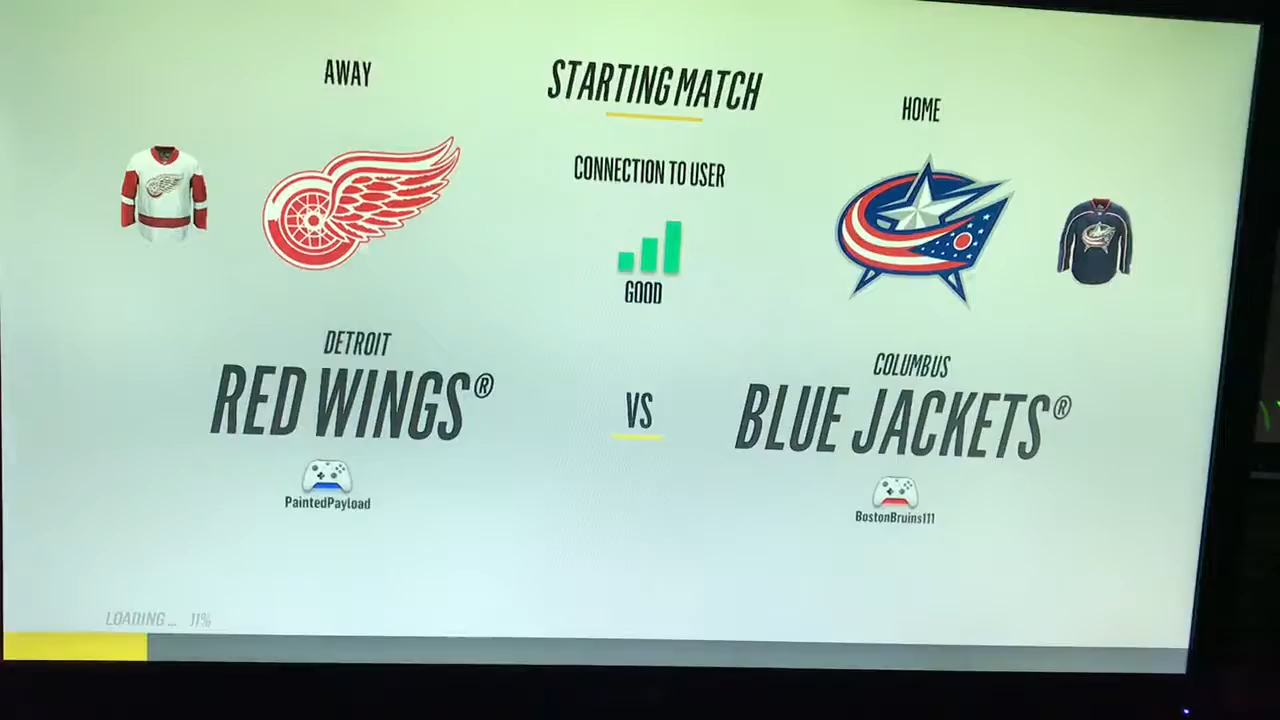 AWAY
STARTING MATCH
HOME
CONNECTION TO USER
GOOD
DETROIT
RED WINGS®
VS
COLUMBUS
BLUE JACKETS®
PaintedPayload
BostonBruins111
LOADING... 11%